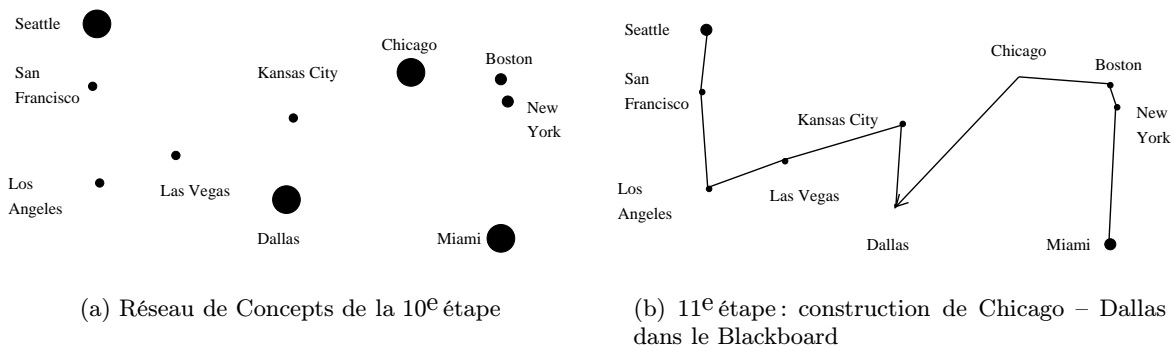 Seattle
Chicago
San
Francisco
Kansas City
Boston
New
York
Los
Angeles
Las Vegas
Dallas
Miami
(a) Réseau de Concepts de la 10e étape
Seattle
Chicago
Boston
San
Francisco
Kansas City
New
York
Los
Angeles
Las Vegas
Dallas
Miami
(b) 11e étape : construction de Chicago – Dallas
dans le Blackboard